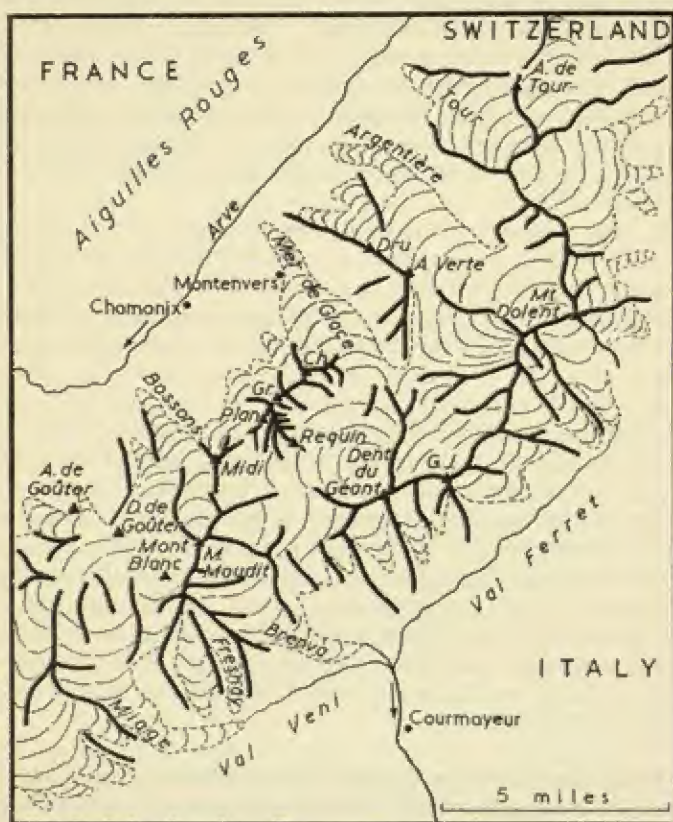 SWITZERLAND
FRANCE
A. de
Tour
Tour
Aiguilles Rouges
Argentière
Arve
Dru
A Verte
Montenvers
Mer de Glace
Chamonix
Mt
Dolent
Ch.
Gr.
Plan
Bossons
Requin
Midi
Dent
du
Géant
G.J.
A. de
Goûter
D. de
Goûter
Mont
Blanc
M.
Maudit
Val Ferret
Brenva
Fresnay
ITALY
Miage
Val Veni
Courmayeur
5 miles